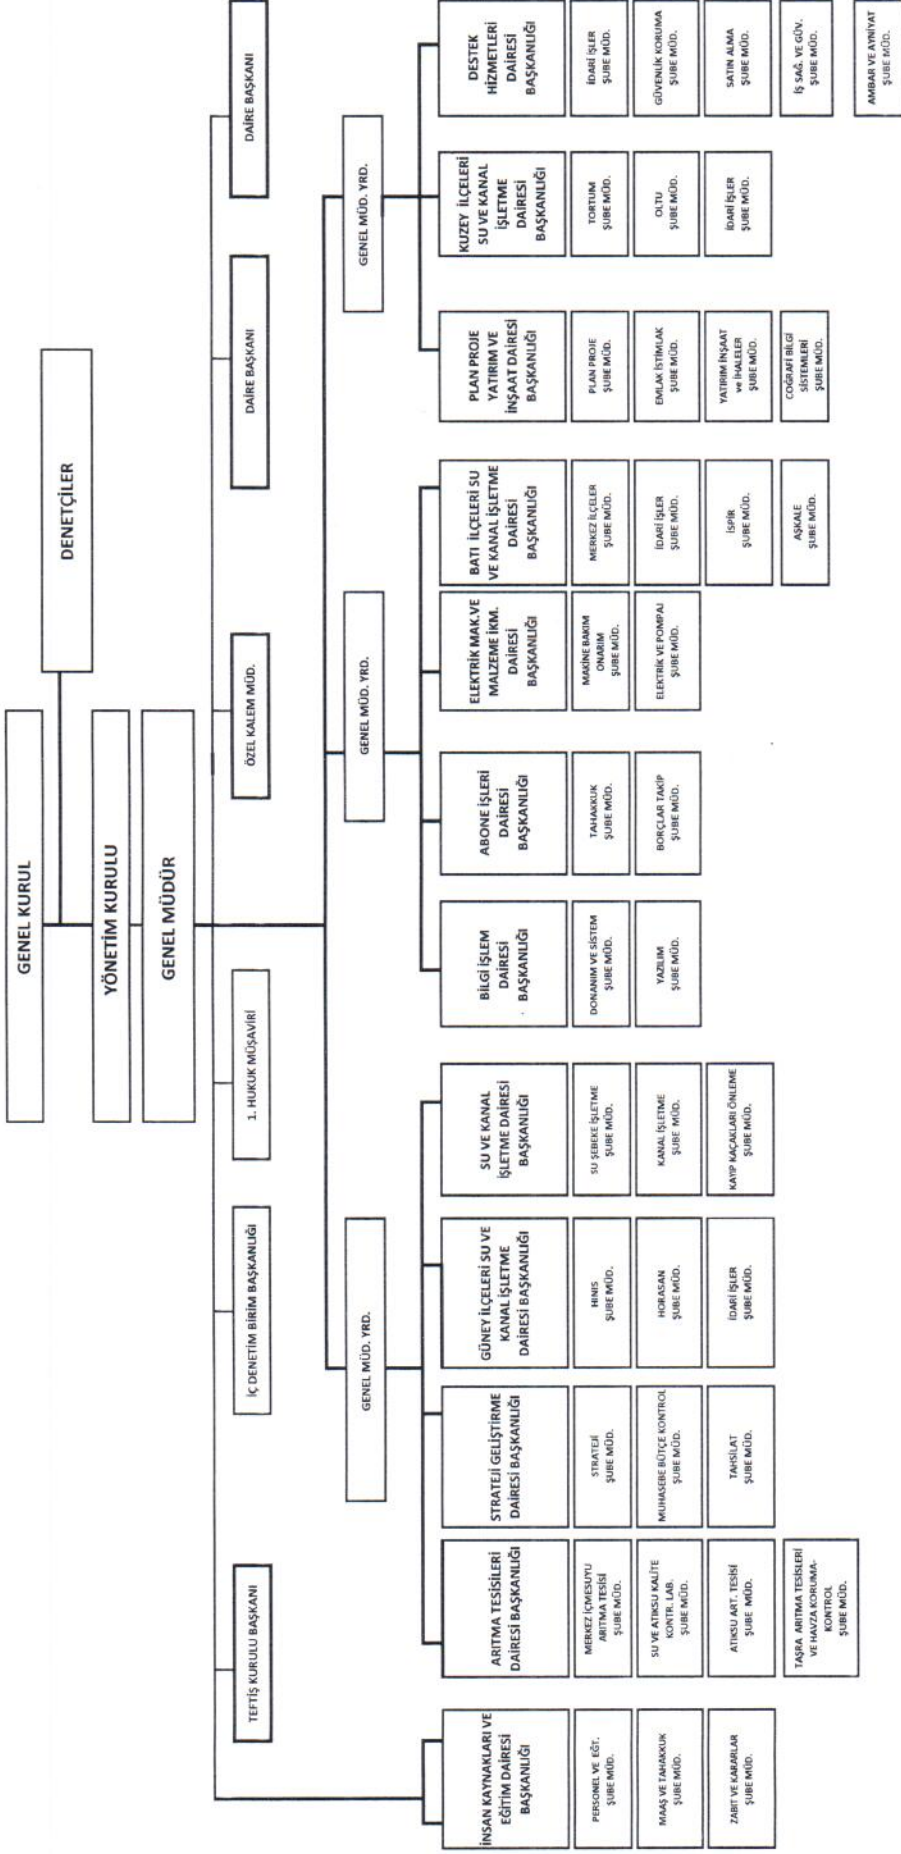 GENEL KURUL
DENETÇİLER
YÖNETİM KURULU
GENEL MÜDÜR
TEFTİŞ KURULU BAŞKANI
İÇ DENETİM BİRİM BAŞKANLIĞI
1. HUKUK MÜŞAVİRİ
ÖZEL KALEM MÜD.
DAİRE BAŞKANI
DAİRE BAŞKANI
GENEL MÜD. YRD.
GENEL MÜD. YRD.
GENEL MÜD. YRD.
İNSAN KAYNAKLARI VE
EĞİTİM DAİRESİ
BAŞKANLIĞI
PERSONEL VE EĞT.
ŞUBE MÜD.
MAAŞ VE TAHAKKUK
ŞUBE MÜD.
ZABIT VE KARARLAR
ŞUBE MÜD.
ARITMA TESİSİLERİ
DAİRESİ BAŞKANLIĞI
MERKEZ İÇMESUYU
ARITMA TESİSİ
ŞUBE MÜD.
SU VE ATIKSU KALİTE
KONTR. LAB.
ŞUBE MÜD.
ATIKSU ART. TESİSİ
ŞUBE MÜD.
TAŞRA ARITMA TESİSLERİ
VE HAVZA KORUMA-
KONTROL
ŞUBE MÜD.
STRATEJİ GELİŞTİRME
DAİRESİ BAŞKANLIĞI
STRATEJİ
ŞUBE MÜD.
MUHASEBE BÜTÇE KONTROL
ŞUBE MÜD.
TAHSİLAT
ŞUBE MÜD.
GÜNEY İLÇELERİ SU VE
KANAL İŞLETME
DAİRESİ BAŞKANLIĞI
HINIS
ŞUBE MÜD.
HORASAN
ŞUBE MÜD.
İDARİ İŞLER
ŞUBE MÜD.
SU VE KANAL
İŞLETME DAİRESİ
BAŞKANLIĞI
SU ŞEBEKE İŞLETME
ŞUBE MÜD.
KANAL İŞLETME
ŞUBE MÜD.
KAYIP KAÇAKLARI ÖNLEME
ŞUBE MÜD.
BİLGİ İŞLEM
DAİRESİ
BAŞKANLIĞI
DONANIM VE SİSTEM
ŞUBE MÜD.
YAZILIM
ŞUBE MÜD.
ABONE İŞLERİ
DAİRESİ
BAŞKANLIĞI
TAHAKKUK
ŞUBE MÜD.
BORÇLAR TAKİP
ŞUBE MÜD.
ELEKTRİK MAK.VE
MALZEME İKM.
DAİRESİ
BAŞKANLIĞI
MAKİNE BAKIM
ONARIM
ŞUBE MÜD.
ELEKTRİK VE POMPAJ
ŞUBE MÜD.
BATI İLÇELERİ SU
VE KANAL İŞLETME
DAİRESİ
BAŞKANLIĞI
MERKEZ İLÇELER
ŞUBE MÜD.
İDARİ İŞLER
ŞUBE MÜD.
İSPİR
ŞUBE MÜD.
AŞKALE
ŞUBE MÜD.
PLAN PROJE
YATIRIM VE
İNŞAAT DAİRESİ
BAŞKANLIĞI
PLAN PROJE
ŞUBE MÜD.
EMLAK İSTİMLAK
ŞUBE MÜD.
YATIRIM İNŞAAT
ve İHALELER
ŞUBE MÜD.
COĞRAFİ BİLGİ
SİSTEMLERİ
ŞUBE MÜD.
KUZEY İLÇELERİ
SU VE KANAL
İŞLETME
DAİRESİ
BAŞKANLIĞI
TORTUM
ŞUBE MÜD.
OLTU
ŞUBE MÜD.
İDARİ İŞLER
ŞUBE MÜD.
DESTEK
HİZMETLERİ
DAİRESİ
BAŞKANLIĞI
İDARİ İŞLER
ŞUBE MÜD.
GÜVENLİK KORUMA
ŞUBE MÜD.
SATIN ALMA
ŞUBE MÜD.
İŞ SAĞ. VE GÜV.
ŞUBE MÜD.
AMBAR VE AYNİYAT
ŞUBE MÜD.